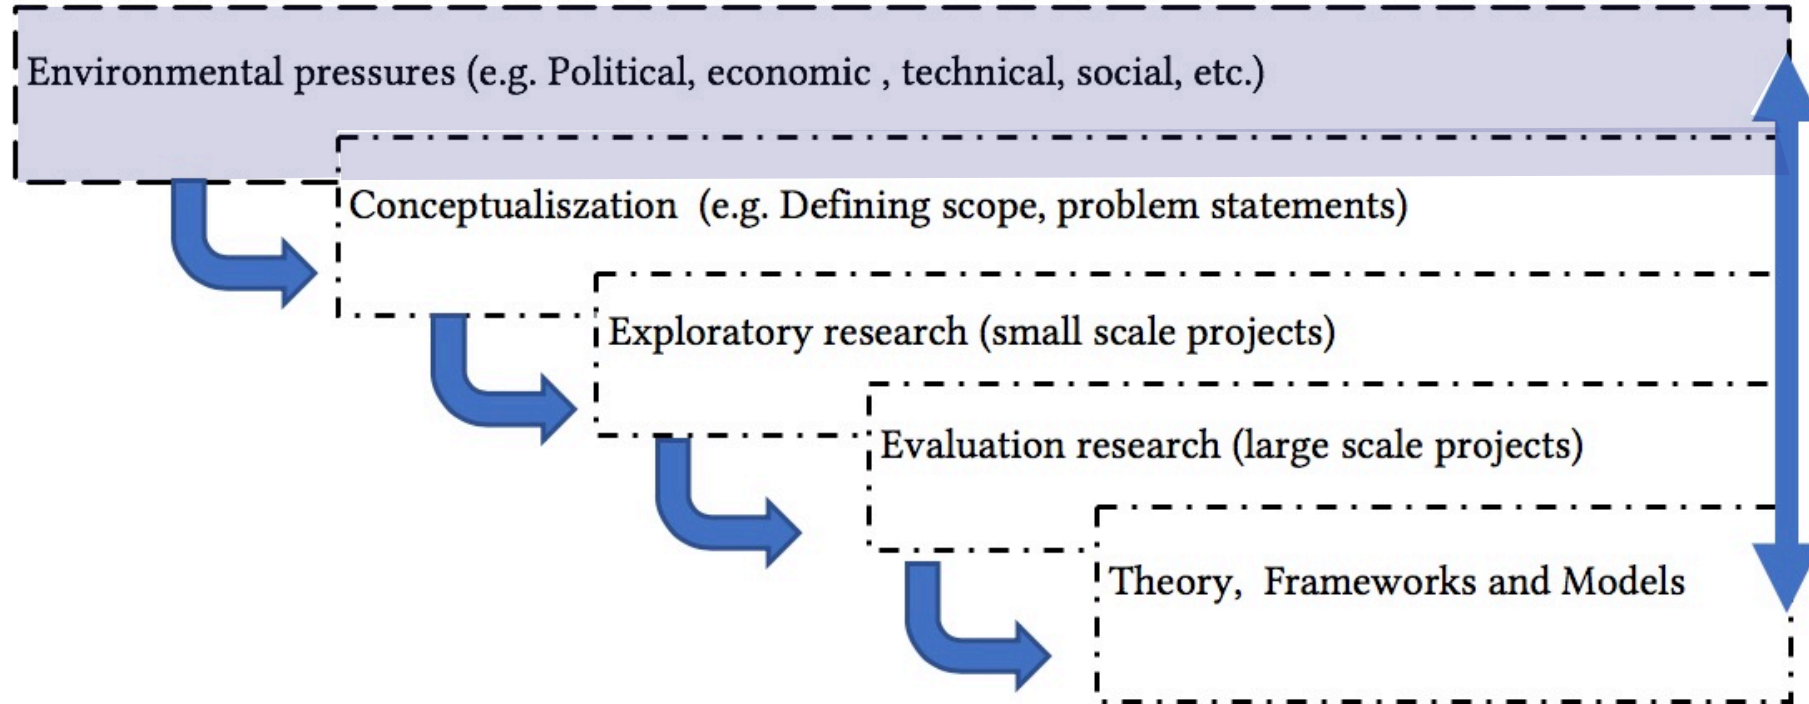 Environmental pressures (e.g. Political, economic , technical, social, etc.)
Conceptualiszation (e.g. Defining scope, problem statements)
Exploratory research (small scale projects)
Evaluation research (large scale projects)
Theory, Frameworks and Models